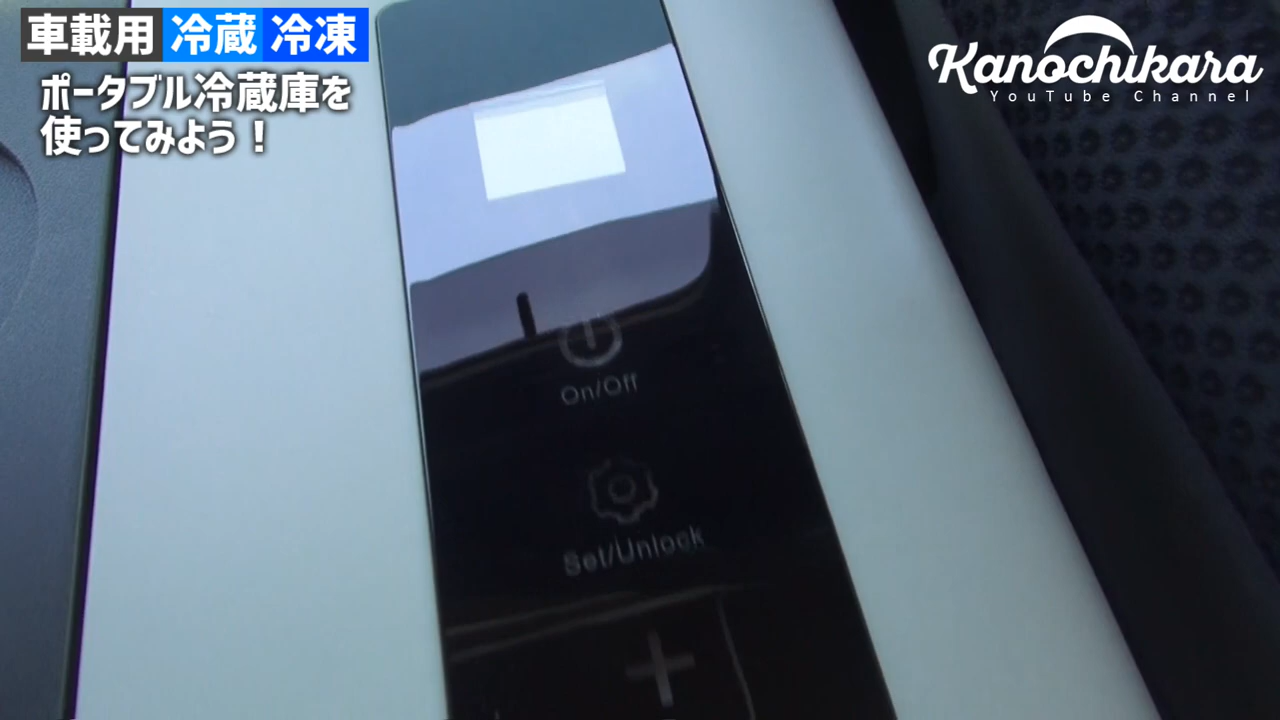 車載用 冷蔵 冷凍
ポータブル冷蔵庫を
使ってみよう！
Kanochikara
YouTube Channel
On/Off
Set/Unlock
+